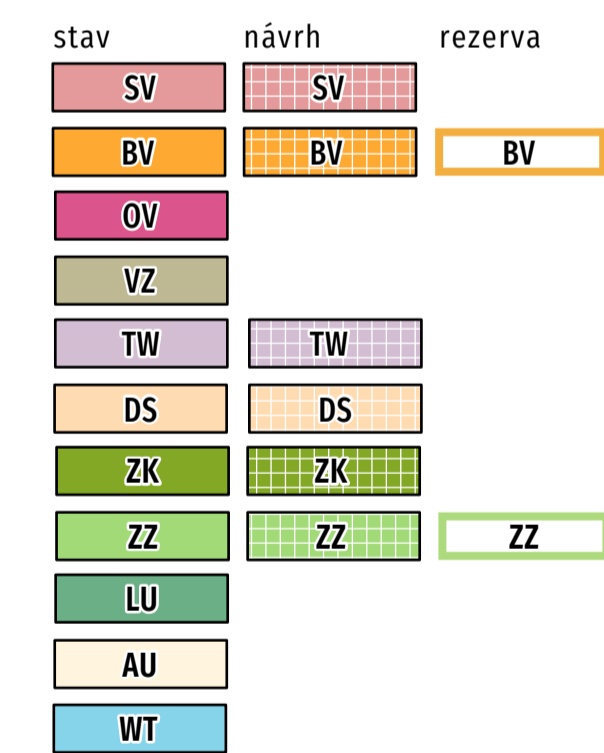 stav návrh rezerva
SV SV
BV BV BV
OV
VZ
TW TW
DS DS
ZK ZK
ZZ ZZ ZZ
LU
AU
WT